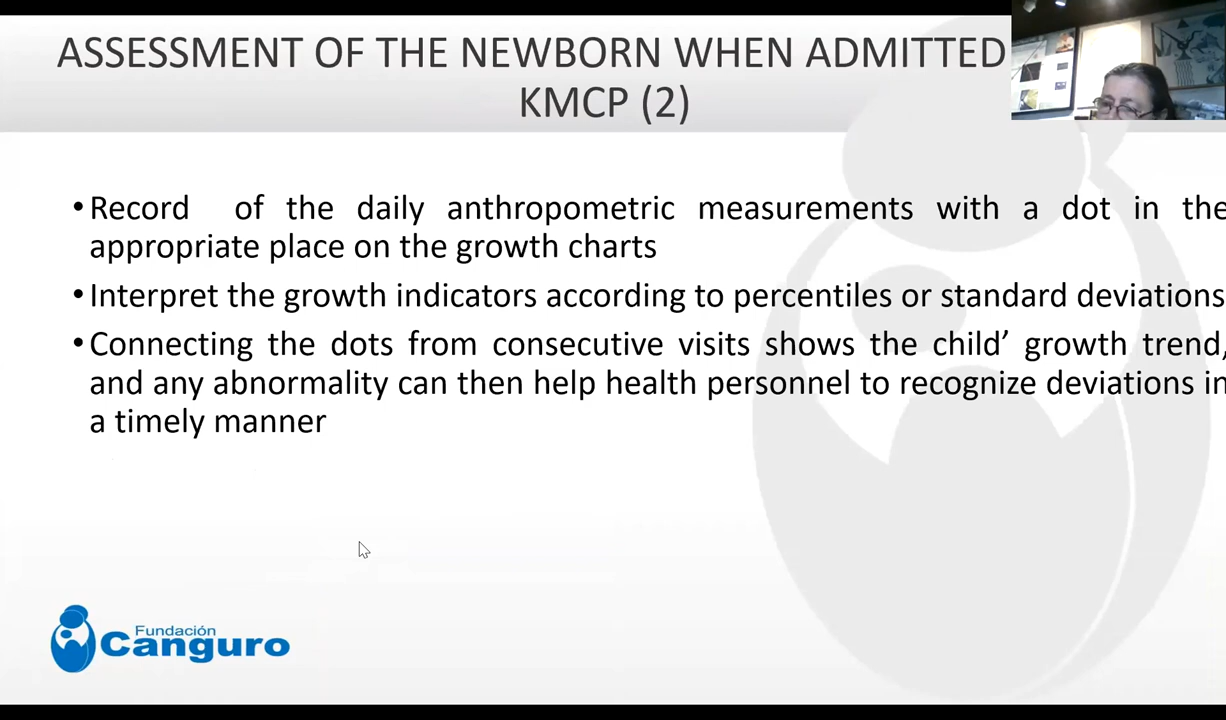 ASSESSMENT OF THE NEWBORN WHEN ADMITTED
KMCP (2)
•Record of the daily anthropometric measurements with a dot in the
appropriate place on the growth charts
•Interpret the growth indicators according to percentiles or standard deviations
•Connecting the dots from consecutive visits shows the child’ growth trend,
and any abnormality can then help health personnel to recognize deviations in
a timely manner
Fundación
Canguro